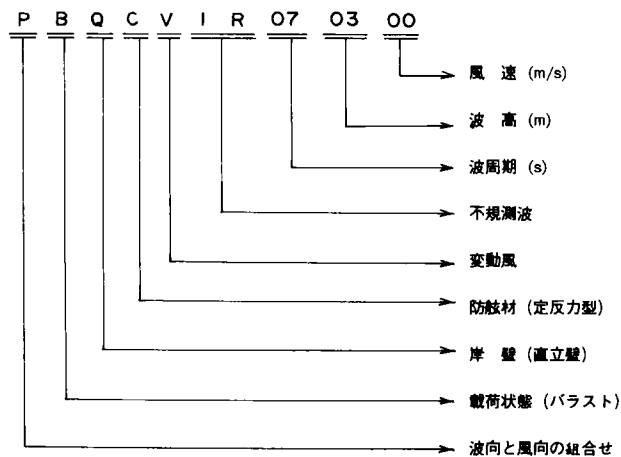 P B Q C V I R 07 03 00
風 速 (m/s)
波 高 (m)
波周期 (s)
不規測波
変動風
防舷材 (定反力型)
岸 壁 (直立壁)
載荷状態 (バラスト)
波向と風向の組合せ